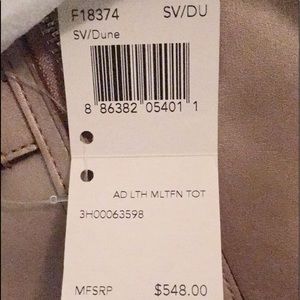 F18374 SV/DU
SV/Dune
8 86382 05401 1
AD LTH MLTFN TOT
3H00063598
MFSRP $548.00